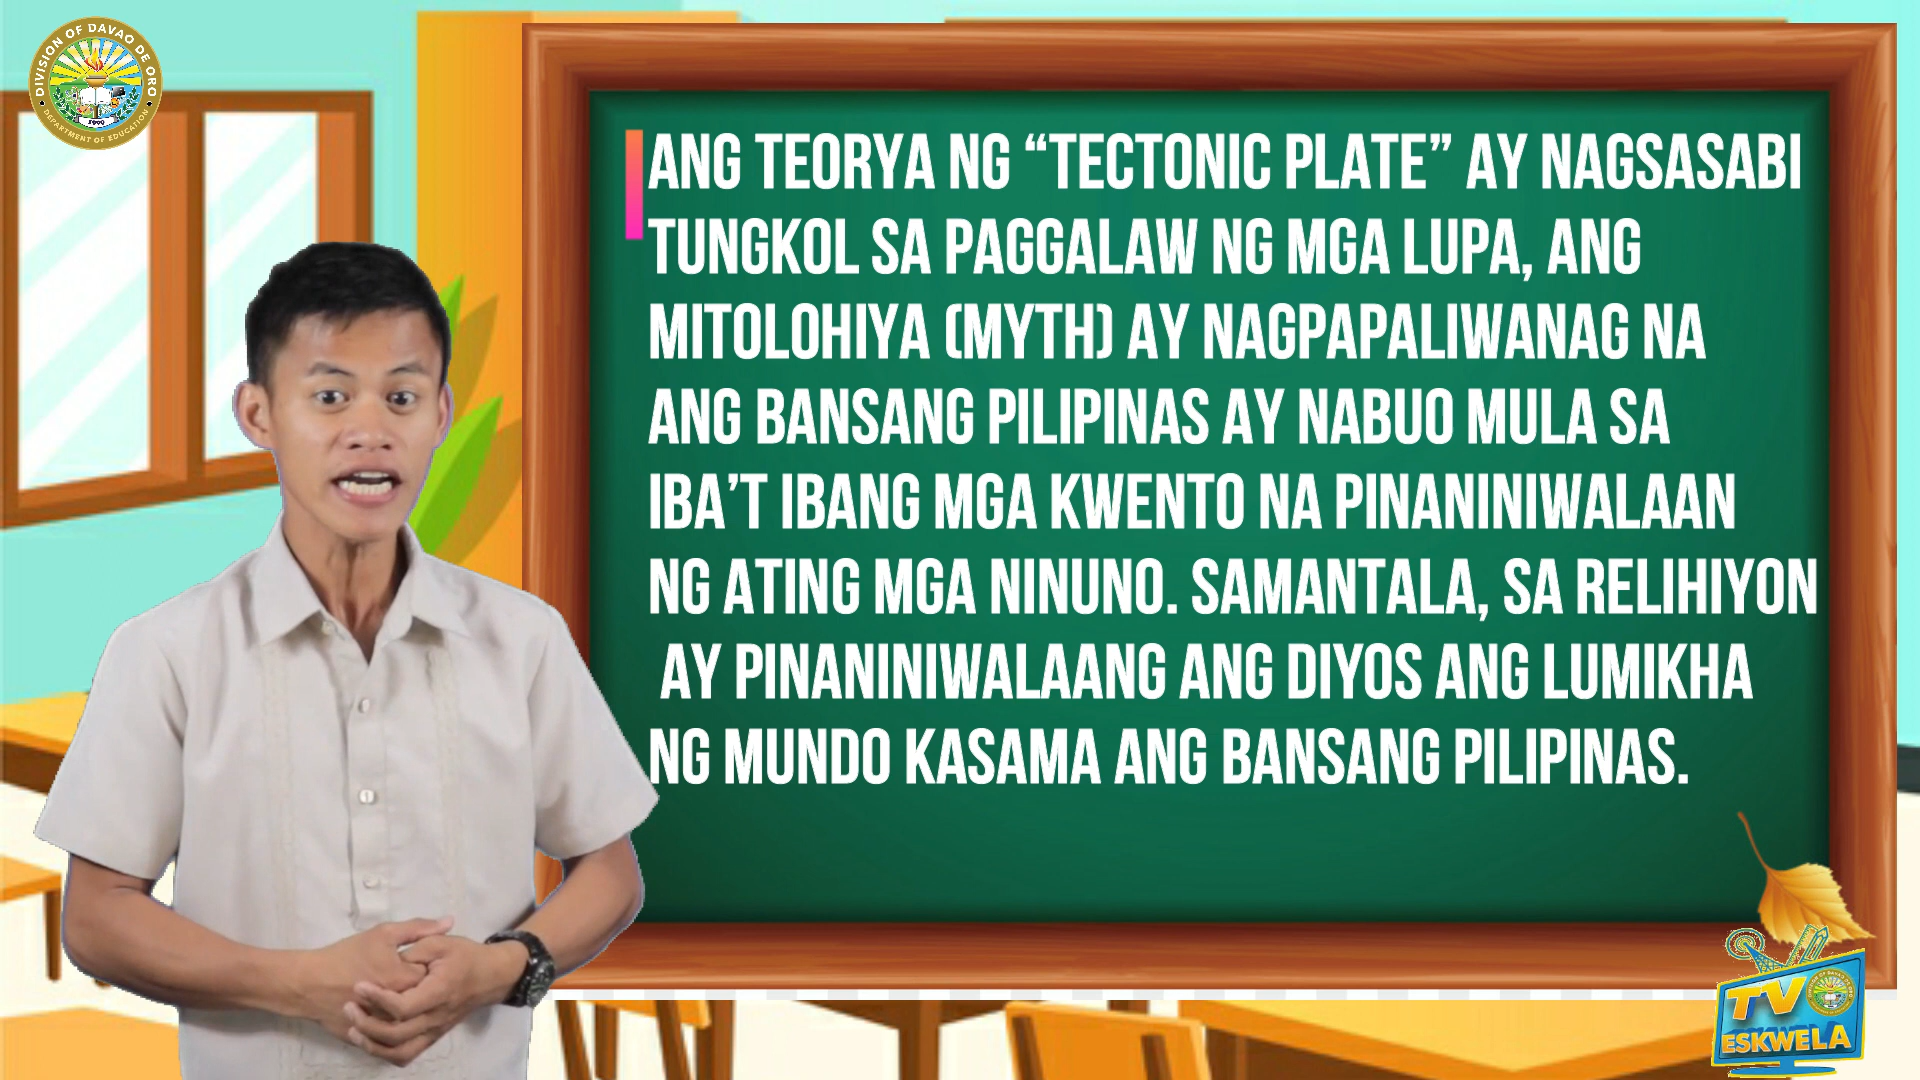 DIVISION OF DAVAO DE ORO
DEPARTMENT OF EDUCATION
ANG TEORYA NG “TECTONIC PLATE” AY NAGSASABI
TUNGKOL SA PAGGALAW NG MGA LUPA, ANG
MITOLOHIYA (MYTH) AY NAGPAPALIWANAG NA
ANG BANSANG PILIPINAS AY NABUO MULA SA
IBA’T IBANG MGA KWENTO NA PINANINIWALAAN
NG ATING MGA NINUNO. SAMANTALA, SA RELIHIYON
AY PINANINIWALAANG ANG DIYOS ANG LUMIKHA
NG MUNDO KASAMA ANG BANSANG PILIPINAS.
TV
ESKWELA